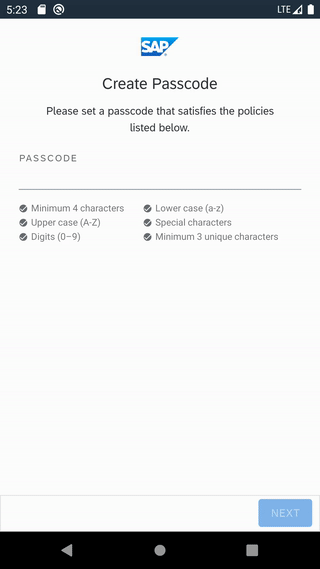 5:23
LTE
SAP
Create Passcode
Please set a passcode that satisfies the policies
listed below.
PASSCODE
Minimum 4 characters
Lower case (a-z)
Upper case (A-Z)
Special characters
Digits (0–9)
Minimum 3 unique characters
NEXT